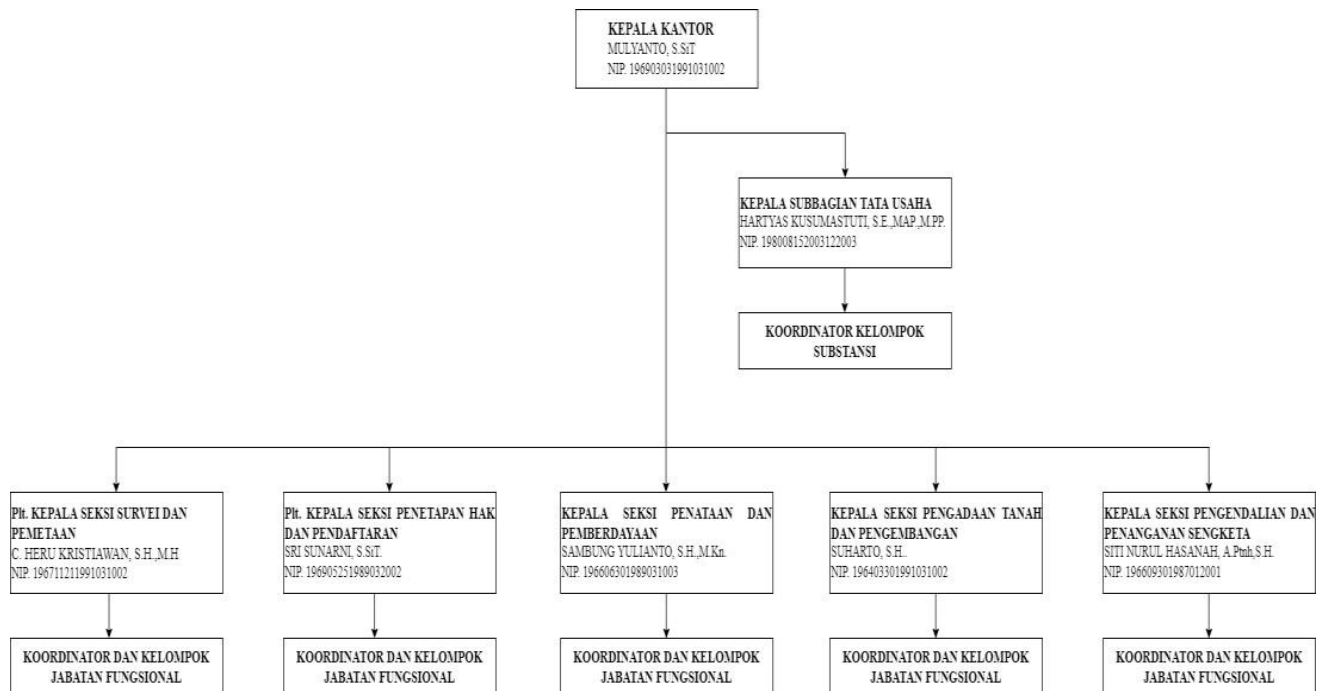 KEPALA KANTOR
MULYANTO, S.SiT
NIP. 196903031991031002
KEPALA SUBBAGIAN TATA USAHA
HARTYAS KUSUMASTUTI, S.E.,MAP.,M.PP.
NIP. 198008152003122003
KOORDINATOR KELOMPOK
SUBSTANSI
Plt. KEPALA SEKSI SURVEI DAN
PEMETAAN
C. HERU KRISTIAWAN, S.H.,M.H
NIP. 196711211991031002
Plt. KEPALA SEKSI PENETAPAN HAK
DAN PENDAFTARAN
SRI SUNARNI, S.SiT.
NIP. 196905251989032002
KEPALA SEKSI PENATAAN DAN
PEMBERDAYAAN
SAMBUNG YULIANTO, S.H.,M.Kn.
NIP. 196606301989031003
KEPALA SEKSI PENGADAAN TANAH
DAN PENGEMBANGAN
SUHARTO, S.H..
NIP. 196403301991031002
KEPALA SEKSI PENGENDALIAN DAN
PENANGANAN SENGKETA
SITI NURUL HASANAH, A.Ptnh,S.H.
NIP. 196609301987012001
KOORDINATOR DAN KELOMPOK
JABATAN FUNGSIONAL
KOORDINATOR DAN KELOMPOK
JABATAN FUNGSIONAL
KOORDINATOR DAN KELOMPOK
JABATAN FUNGSIONAL
KOORDINATOR DAN KELOMPOK
JABATAN FUNGSIONAL
KOORDINATOR DAN KELOMPOK
JABATAN FUNGSIONAL